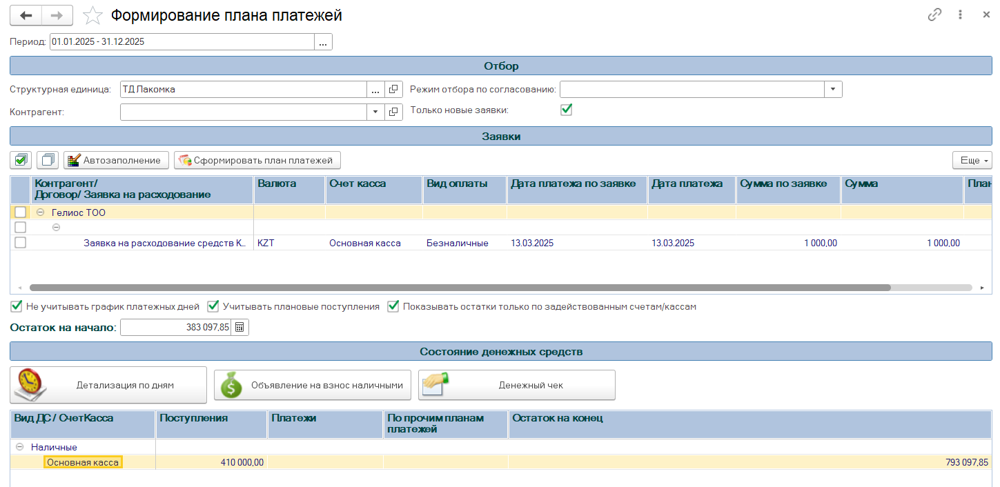 Формирование плана платежей
Период: 01.01.2025 - 31.12.2025 ...
Отбор
Структурная единица: ТД Лакомка ... Режим отбора по согласованию:
Контрагент: Только новые заявки:
Заявки
Автозаполнение Сформировать план платежей Еще
Контрагент/ Валюта Счет касса Вид оплаты Дата платежа по заявке Дата платежа Сумма по заявке Сумма План
Договор/ Заявка на расходование
Гелиос ТОО
Заявка на расходование средств К... KZT Основная касса Безналичные 13.03.2025 13.03.2025 1 000,00 1 000,00
Не учитывать график платежных дней Учитывать плановые поступления Показывать остатки только по задействованным счетам/кассам
Остаток на начало: 383 097,85
Состояние денежных средств
Детализация по дням Объявление на взнос наличными Денежный чек
Вид ДС / СчетКасса Поступления Платежи По прочим планам Остаток на конец
платежей
Наличные
Основная касса 410 000,00 793 097,85